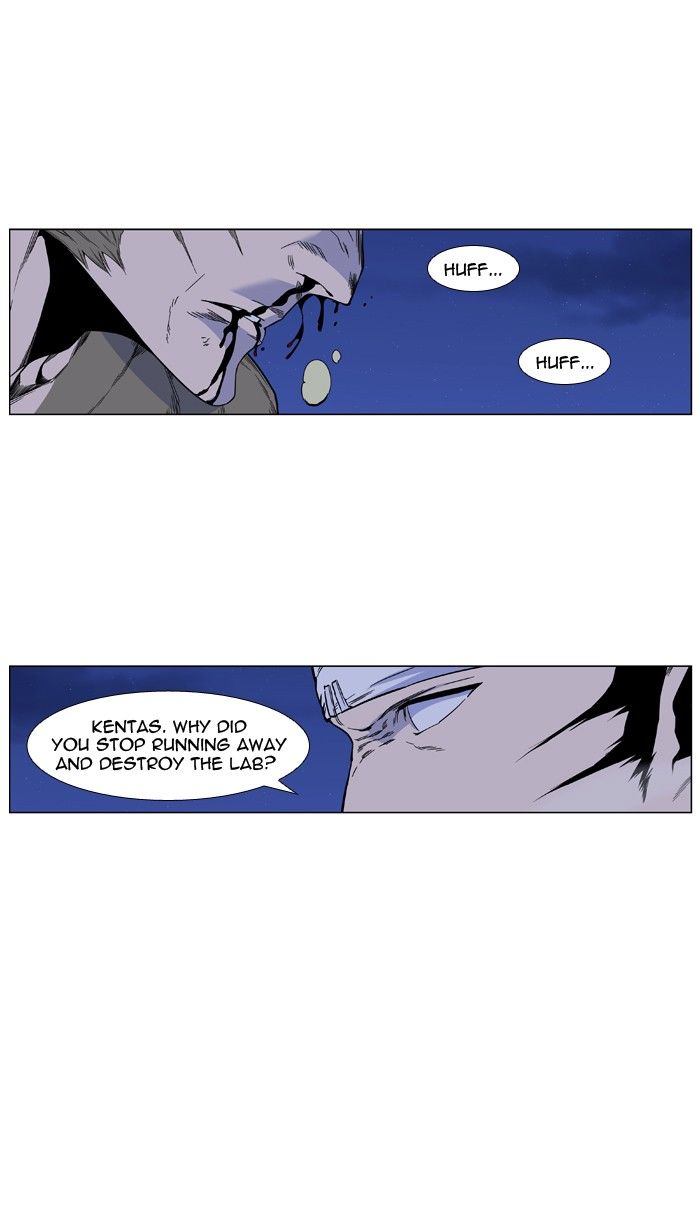 HUFF...
HUFF...
KENTAS. WHY DID
YOU STOP RUNNING AWAY
AND DESTROY THE LAB?